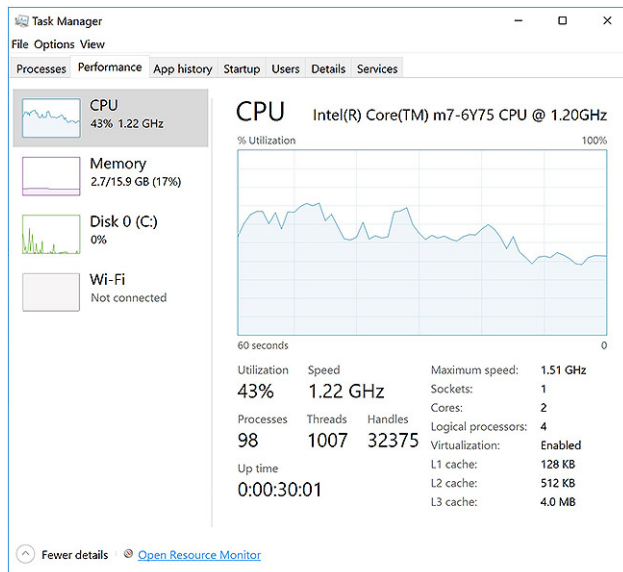 Task Manager
File Options View
Processes Performance App history Startup Users Details Services
CPU
43% 1.22 GHz
Memory
2.7/15.9 GB (17%)
Disk 0 (C:)
0%
Wi-Fi
Not connected
CPU Intel(R) Core(TM) m7-6Y75 CPU @ 1.20GHz
% Utilization 100%
60 seconds 0
Utilization Speed
43% 1.22 GHz
Processes Threads Handles
98 1007 32375
Up time
0:00:30:01
Maximum speed: 1.51 GHz
Sockets: 1
Cores: 2
Logical processors: 4
Virtualization: Enabled
L1 cache: 128 KB
L2 cache: 512 KB
L3 cache: 4.0 MB
Fewer details Open Resource Monitor